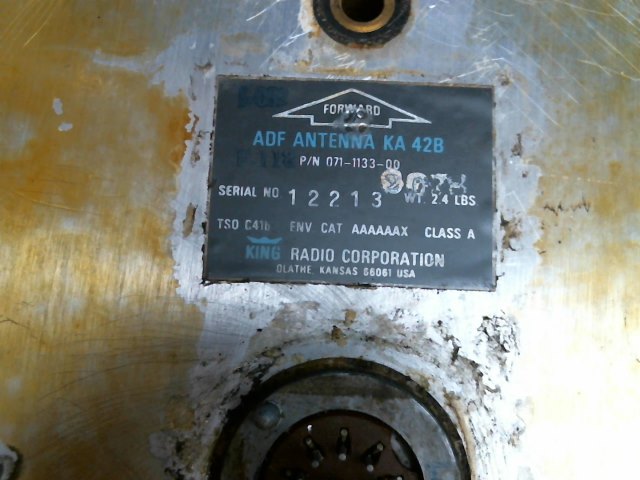 FORWARD
ADF ANTENNA KA 42B
P/N 071-1133-00
SERIAL NO 12213 WT. 2.4 LBS
TSO C41b ENV CAT AAAAAAX CLASS A
KING RADIO CORPORATION
OLATHE, KANSAS 66061 USA